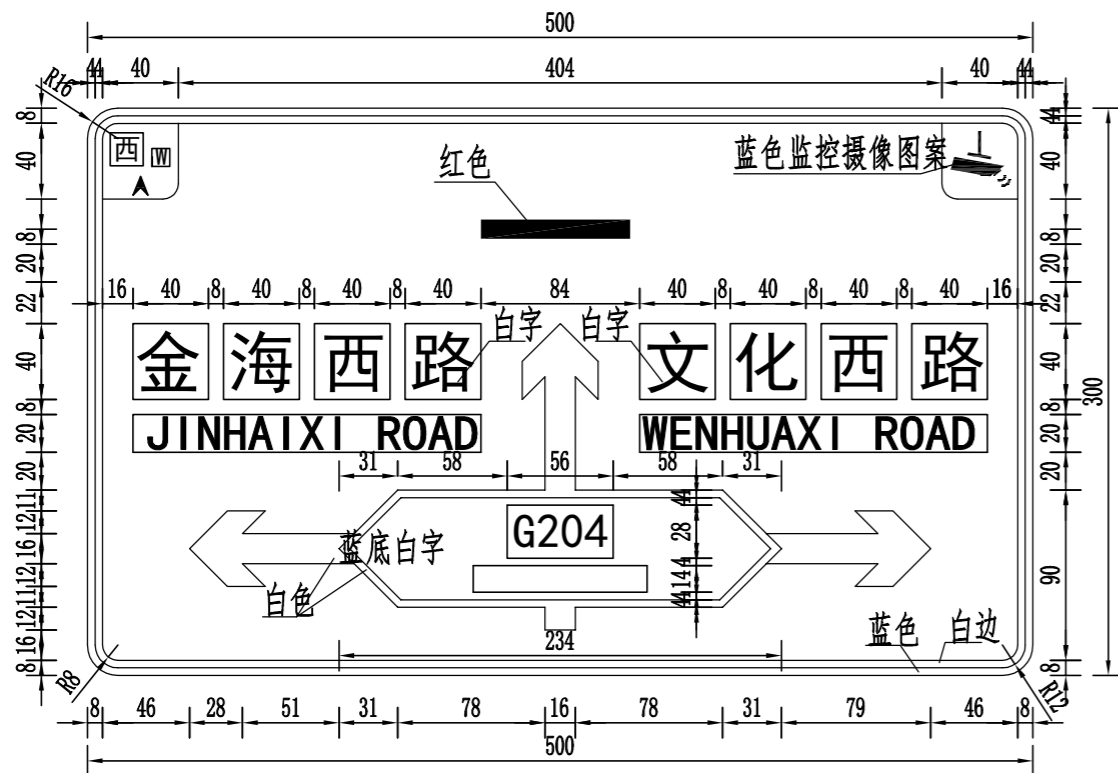 500
44 40 404 40 44
R16
西 W
红色
蓝色监控摄像图案
8 40 8 20 22 40 8 20 20 11 12 16 12 11 12 16 8
44 40 8 20 22 40 8 20 20 90 8
300
16 40 8 40 8 40 8 40 84 40 8 40 8 40 8 40 16
白字 白字
金海西路 文化西路
JINHAIXI ROAD WENHUAXI ROAD
31 58 56 58 31
44 28 4 14 44
G204
蓝底白字
白色
234
蓝色 白边
R8 R12
8 46 28 51 31 78 16 78 31 79 46 8
500